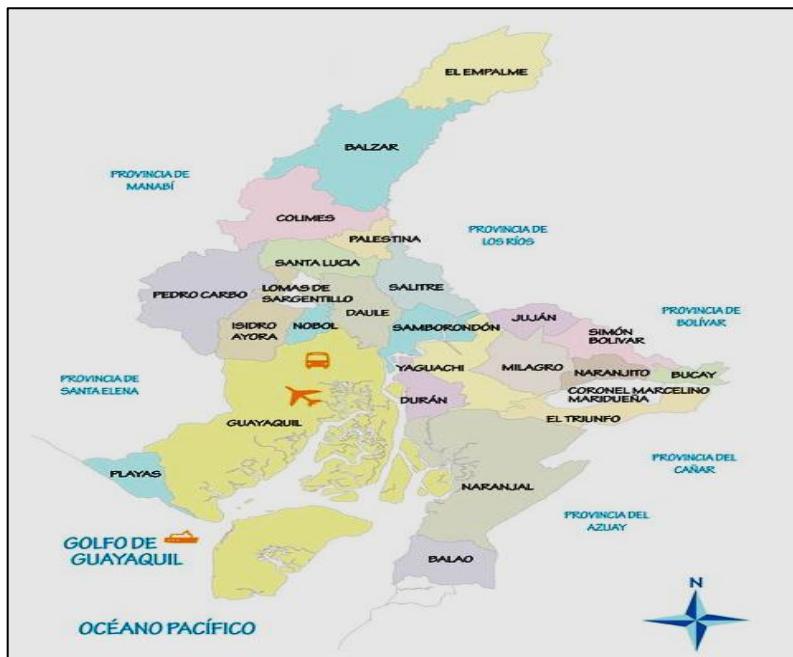 EL EMPALME
BALZAR
PROVINCIA DE
MANABÍ
COLIMES
PROVINCIA DE
LOS RÍOS
PALESTINA
SANTA LUCIA
PEDRO CARBO
LOMAS DE
SARGENTILLO
SALITRE
DAULE
ISIDRO
AYORA
NOBOL
SAMBORONDÓN
JUJÁN
PROVINCIA DE
BOLÍVAR
SIMÓN
BOLIVAR
YAGUACHI
MILAGRO
NARANJITO
BUCAY
PROVINCIA DE
SANTA ELENA
DURÁN
CORONEL MARCELINO
MARIDUEÑA
GUAYAQUIL
EL TRIUNFO
PLAYAS
PROVINCIA DEL
CAÑAR
NARANJAL
PROVINCIA DEL
AZUAY
GOLFO DE
GUAYAQUIL
BALAO
N
OCÉANO PACÍFICO